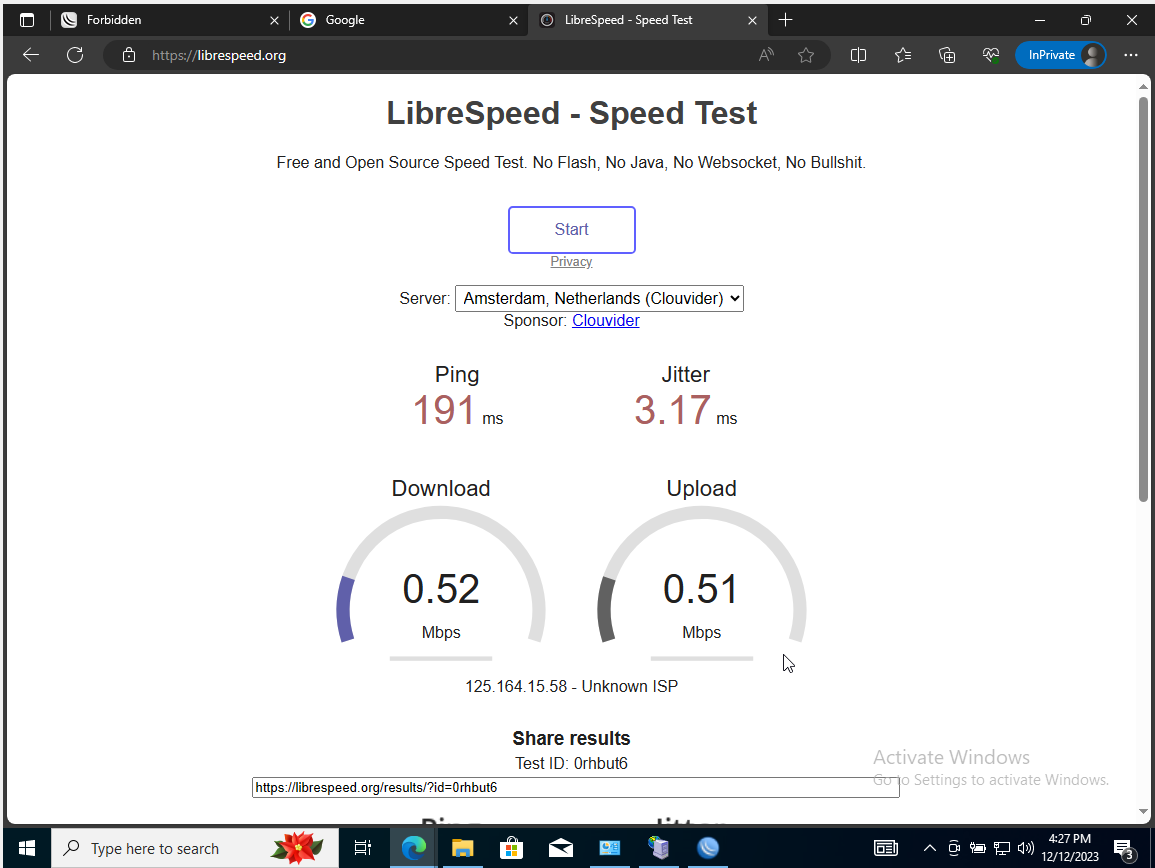 Forbidden
Google
LibreSpeed - Speed Test
https://librespeed.org
InPrivate
LibreSpeed - Speed Test
Free and Open Source Speed Test. No Flash, No Java, No Websocket, No Bullshit.
Start
Privacy
Server: Amsterdam, Netherlands (Clouvider)
Sponsor: Clouvider
Ping Jitter
191 ms 3.17 ms
Download Upload
0.52 0.51
Mbps Mbps
125.164.15.58 - Unknown ISP
Share results
Test ID: 0rhbut6
https://librespeed.org/results/?id=0rhbut6
Activate Windows
Go to Settings to activate Windows.
Ping Jitter
Type here to search
4:27 PM
12/12/2023
3